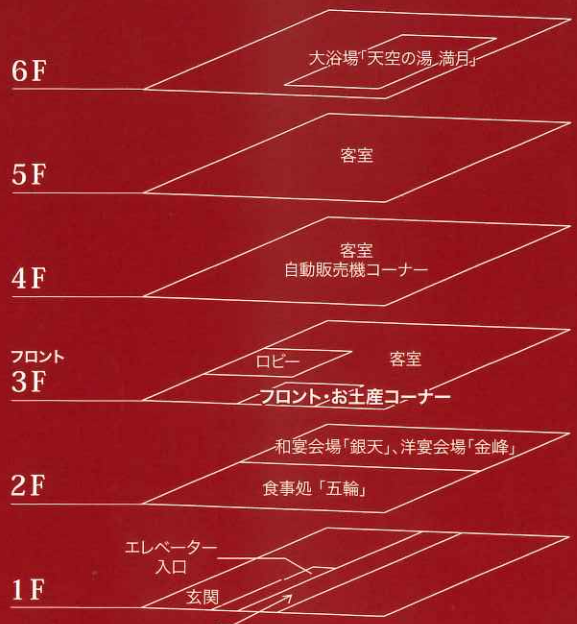 6F
大浴場「天空の湯 満月」
5F
客室
4F
客室
自動販売機コーナー
フロント
3F
ロビー
客室
フロント・お土産コーナー
2F
和宴会場「銀天」、洋宴会場「金峰」
食事処「五輪」
1F
エレベーター
入口
玄関